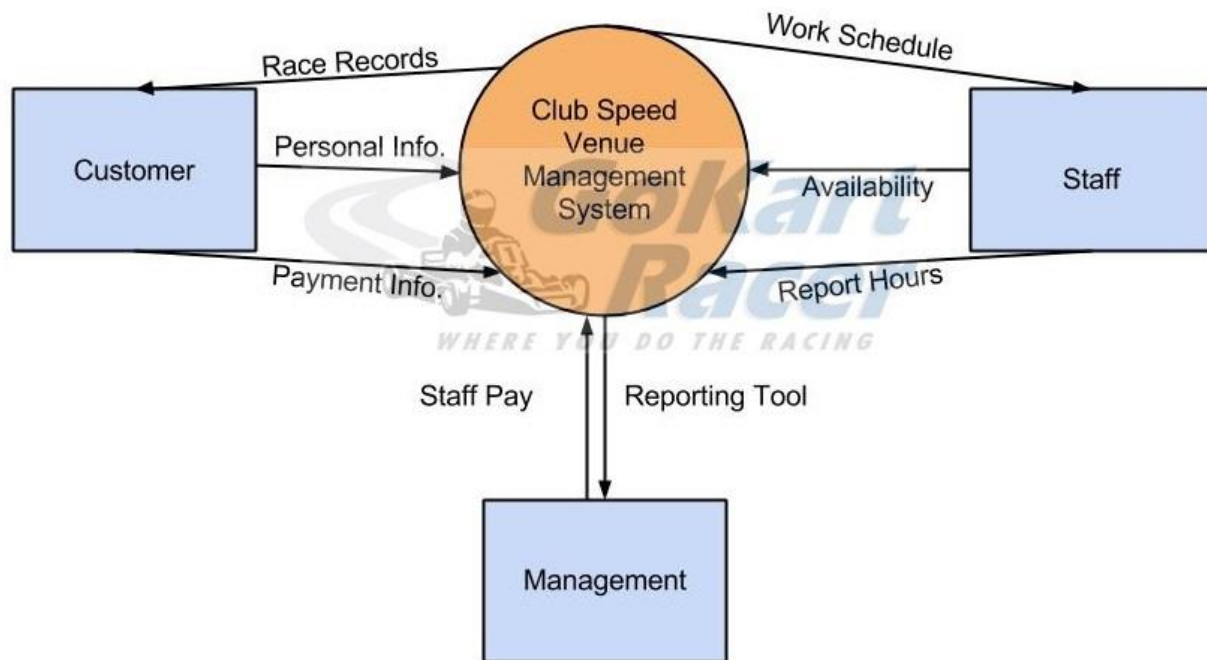 Race Records
Work Schedule
Customer
Personal Info.
Club Speed
Venue
Management
System
Availability
Staff
Payment Info.
Report Hours
GoKart
Racer
WHERE YOU DO THE RACING
Staff Pay
Reporting Tool
Management